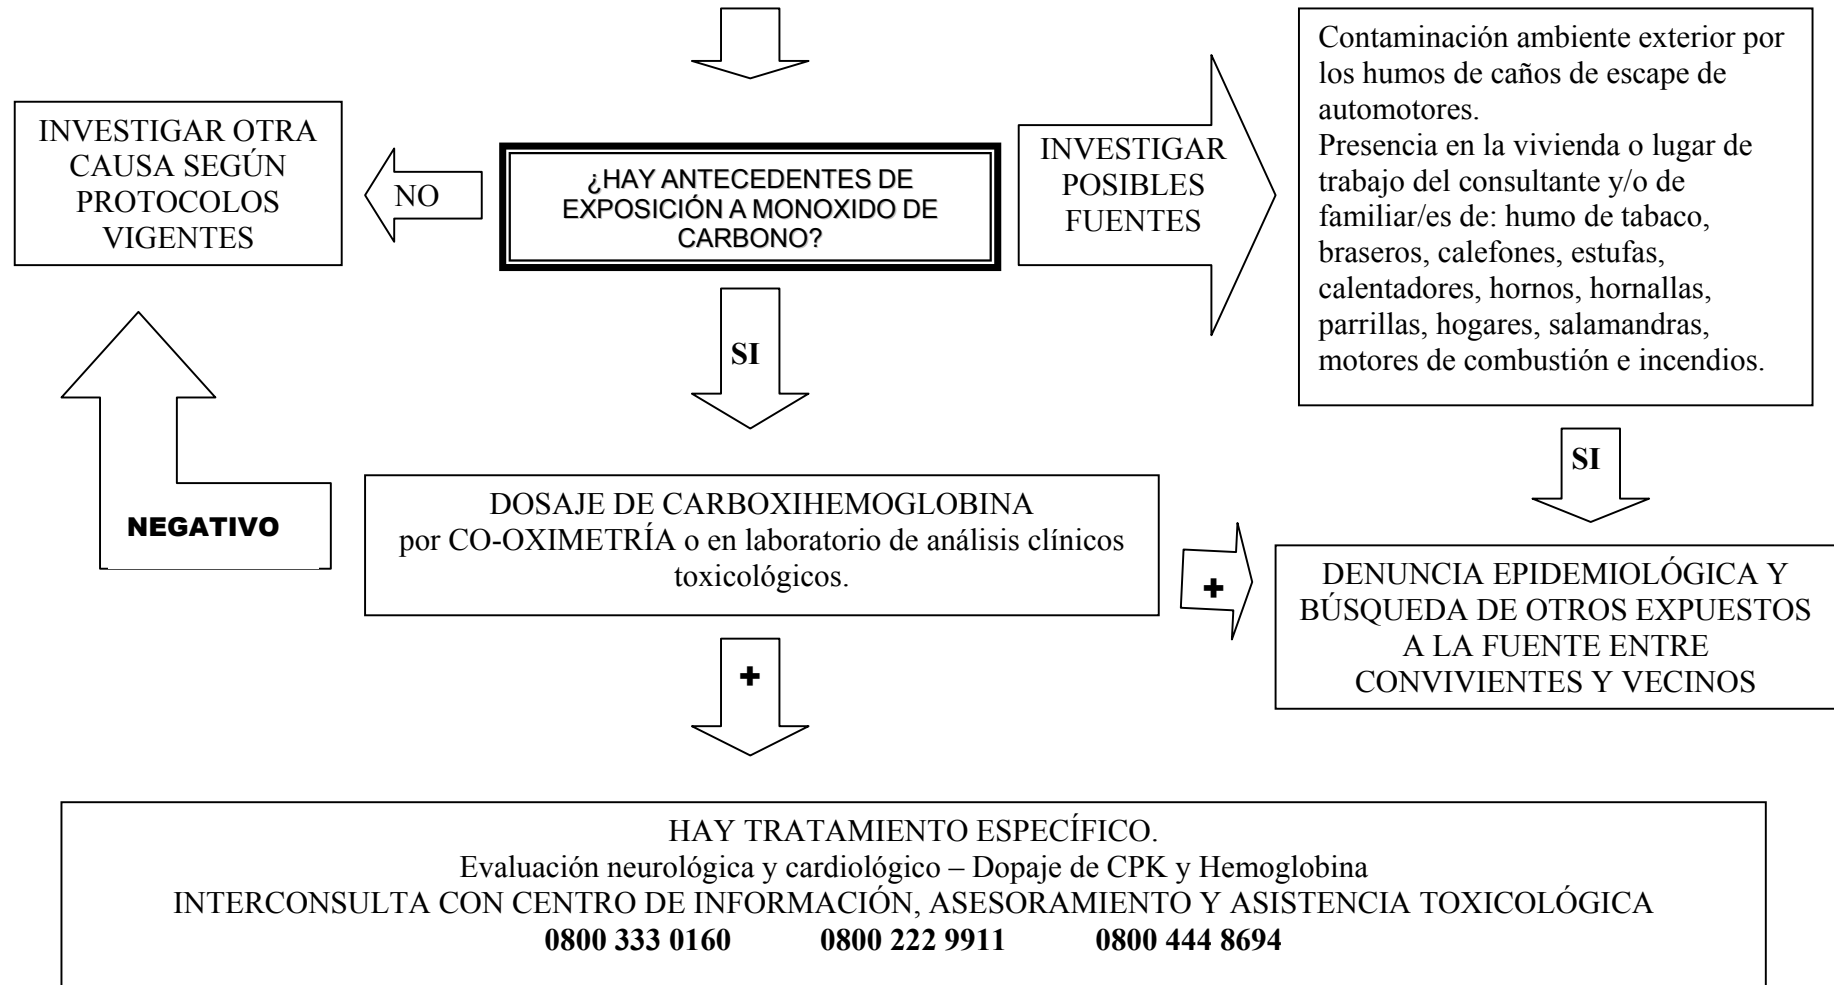 INVESTIGAR OTRA
CAUSA SEGÚN
PROTOCOLOS
VIGENTES
NO
¿HAY ANTECEDENTES DE
EXPOSICIÓN A MONOXIDO DE
CARBONO?
INVESTIGAR
POSIBLES
FUENTES
Contaminación ambiente exterior por
los humos de caños de escape de
automotores.
Presencia en la vivienda o lugar de
trabajo del consultante y/o de
familiar/es de: humo de tabaco,
braseros, calefones, estufas,
calentadores, hornos, hornallas,
parrillas, hogares, salamandras,
motores de combustión e incendios.
SI
SI
NEGATIVO
DOSAJE DE CARBOXIHEMOGLOBINA
por CO-OXIMETRÍA o en laboratorio de análisis clínicos
toxicológicos.
+
DENUNCIA EPIDEMIOLÓGICA Y
BÚSQUEDA DE OTROS EXPUESTOS
A LA FUENTE ENTRE
CONVIVIENTES Y VECINOS
+
HAY TRATAMIENTO ESPECÍFICO.
Evaluación neurológica y cardiológico – Dopaje de CPK y Hemoglobina
INTERCONSULTA CON CENTRO DE INFORMACIÓN, ASESORAMIENTO Y ASISTENCIA TOXICOLÓGICA
0800 333 0160 0800 222 9911 0800 444 8694